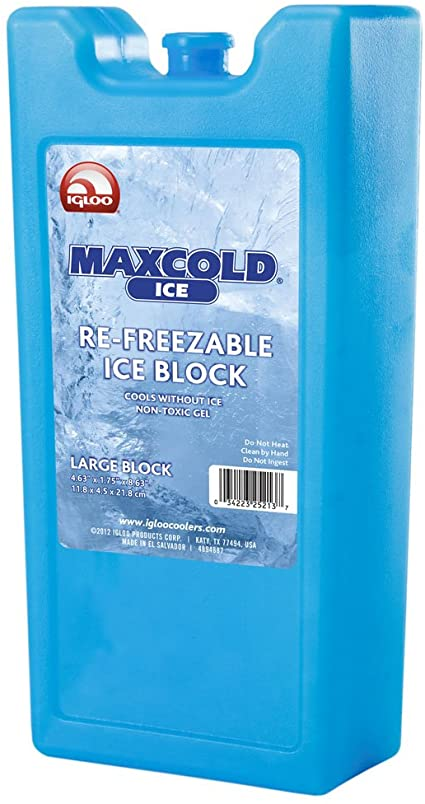 IGLOO
MAXCOLD®
ICE
RE-FREEZABLE
ICE BLOCK
COOLS WITHOUT ICE
NON-TOXIC GEL
Do Not Heat
Clean by Hand
Do Not Ingest
LARGE BLOCK
4.63" x 1.75" x 8.63"
11.8 x 4.5 x 21.8 cm
0 34223 25213 7
www.igloocoolers.com
©2012 IGLOO PRODUCTS CORP. | KATY, TX 77494, USA
MADE IN EL SALVADOR | 4894887